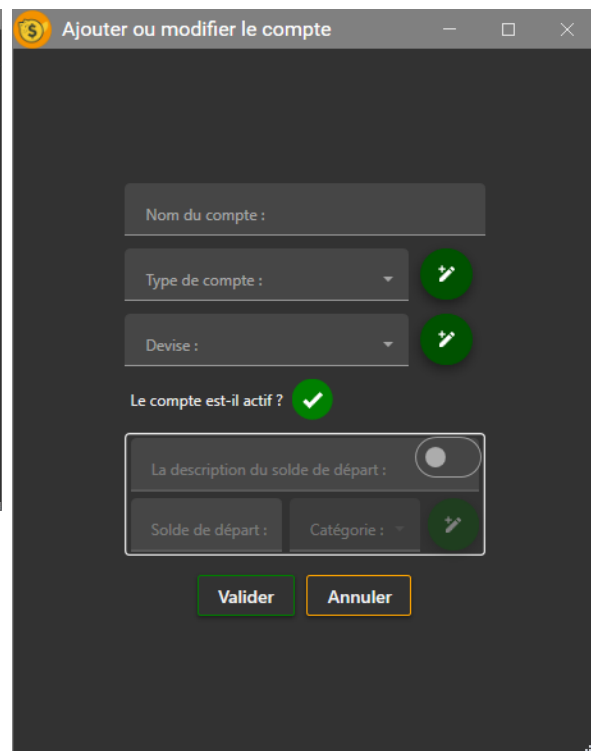 Ajouter ou modifier le compte
Nom du compte :
Type de compte :
Devise :
Le compte est-il actif ?
La description du solde de départ :
Solde de départ : Catégorie :
Valider Annuler